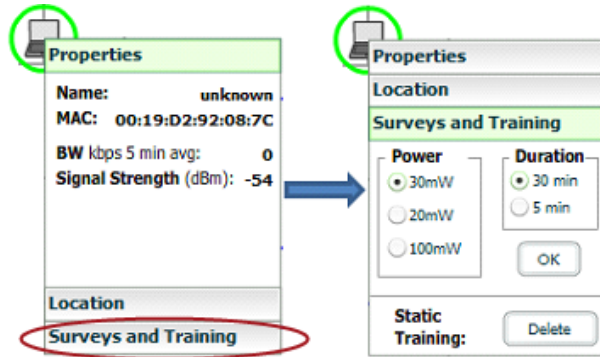 Properties
Name: unknown
MAC: 00:19:D2:92:08:7C
BW kbps 5 min avg: 0
Signal Strength (dBm): -54
Location
Surveys and Training
Properties
Location
Surveys and Training
Power
30mW
20mW
100mW
Duration
30 min
5 min
OK
Static
Training:
Delete